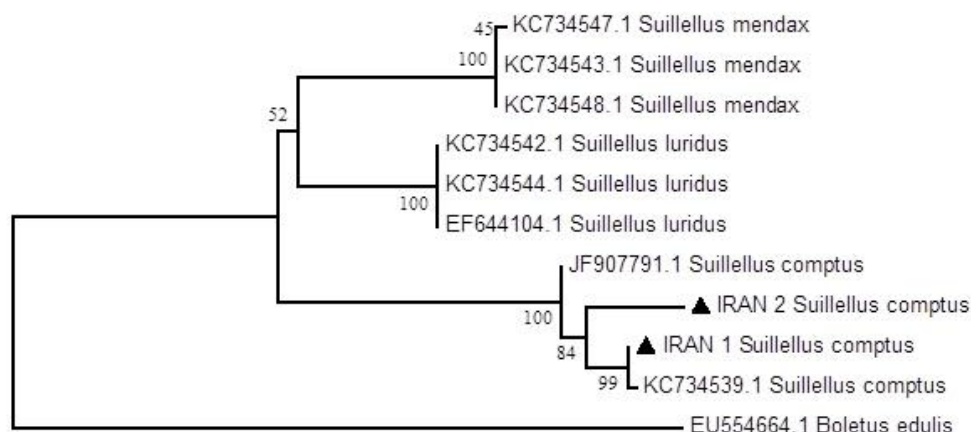 45
KC734547.1 Suillellus mendax
100
KC734543.1 Suillellus mendax
KC734548.1 Suillellus mendax
52
KC734542.1 Suillellus luridus
KC734544.1 Suillellus luridus
100
EF644104.1 Suillellus luridus
JF907791.1 Suillellus comptus
IRAN 2 Suillellus comptus
100
IRAN 1 Suillellus comptus
84
99
KC734539.1 Suillellus comptus
EU554664.1 Boletus edulis